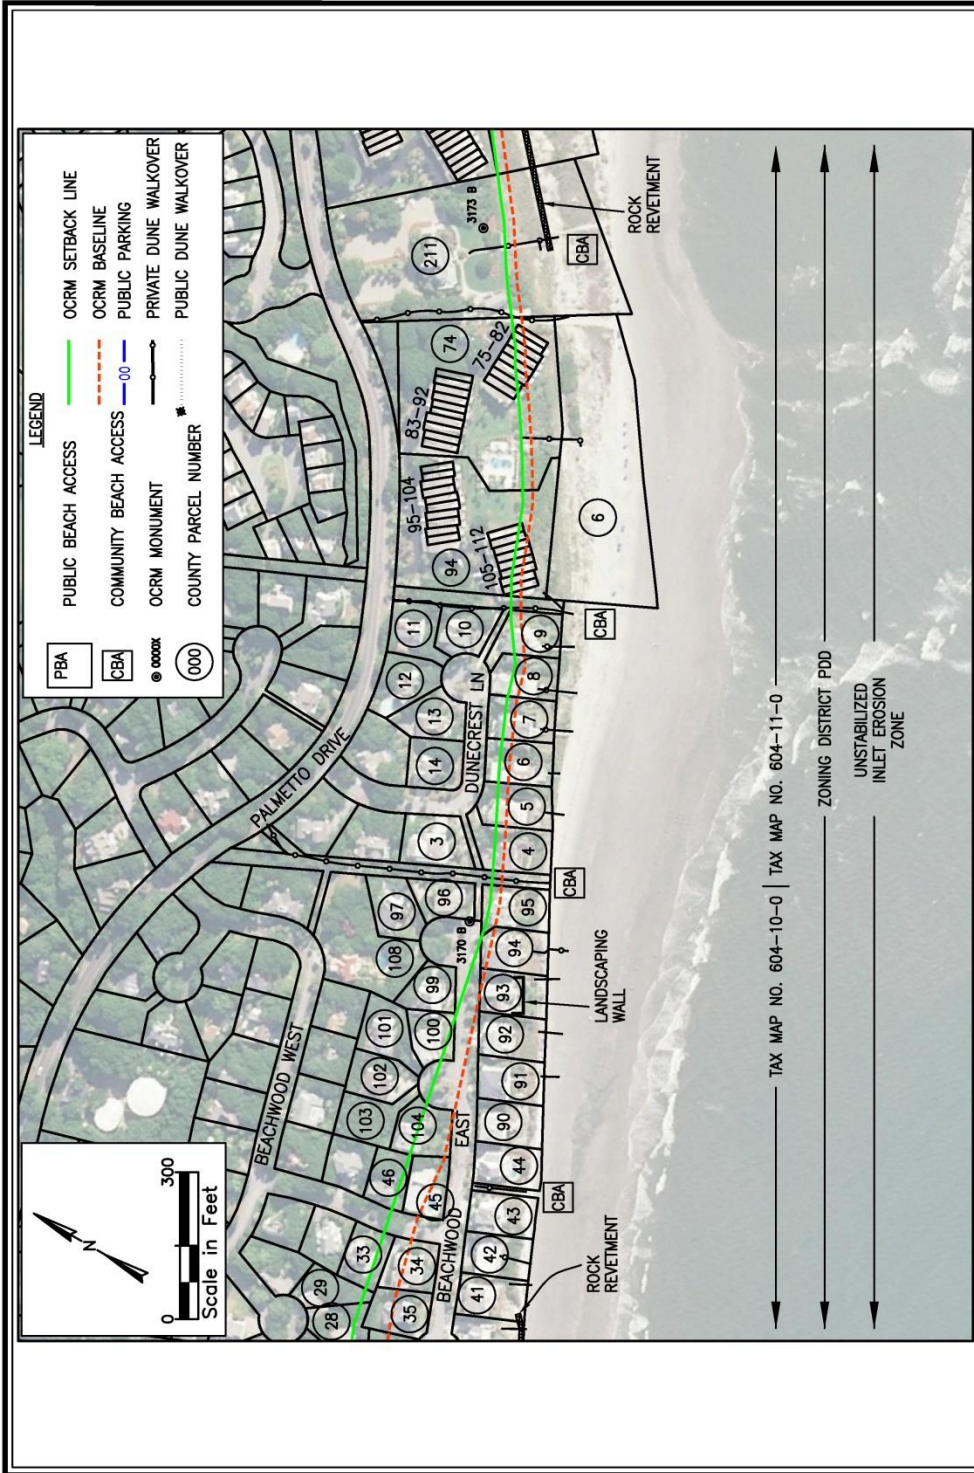 LEGEND
PBA
PUBLIC BEACH ACCESS
OCRM SETBACK LINE
CBA
COMMUNITY BEACH ACCESS
OCRM BASELINE
00
PUBLIC PARKING
0000X
OCRM MONUMENT
PRIVATE DUNE WALKOVER
000
COUNTY PARCEL NUMBER
PUBLIC DUNE WALKOVER
N
0
300
Scale in Feet
PALMETTO DRIVE
BEACHWOOD WEST
BEACHWOOD
EAST
DUNECREST LN
28
29
33
46
103
102
101
108
97
3
14
13
12
11
10
94
95-104
83-92
74
211
3173 B
35
34
45
104
100
99
96
3170 B
105-112
75-82
41
42
43
44
90
91
92
93
94
95
4
5
6
7
8
9
6
CBA
CBA
CBA
CBA
ROCK
REVETMENT
LANDSCAPING
WALL
ROCK
REVETMENT
TAX MAP NO. 604-10-0
TAX MAP NO. 604-11-0
ZONING DISTRICT PDD
UNSTABILIZED
INLET EROSION
ZONE